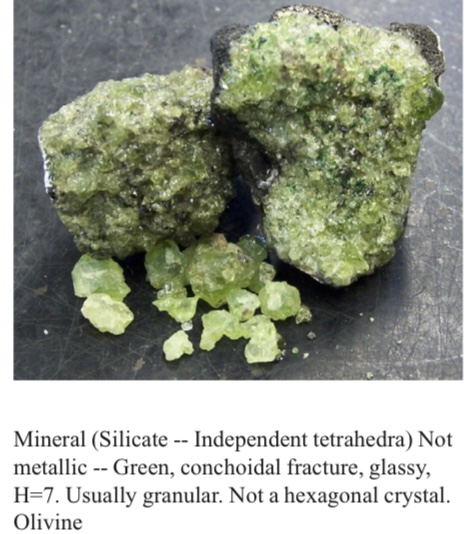 Mineral (Silicate -- Independent tetrahedra) Not
metallic -- Green, conchoidal fracture, glassy,
H=7. Usually granular. Not a hexagonal crystal.
Olivine